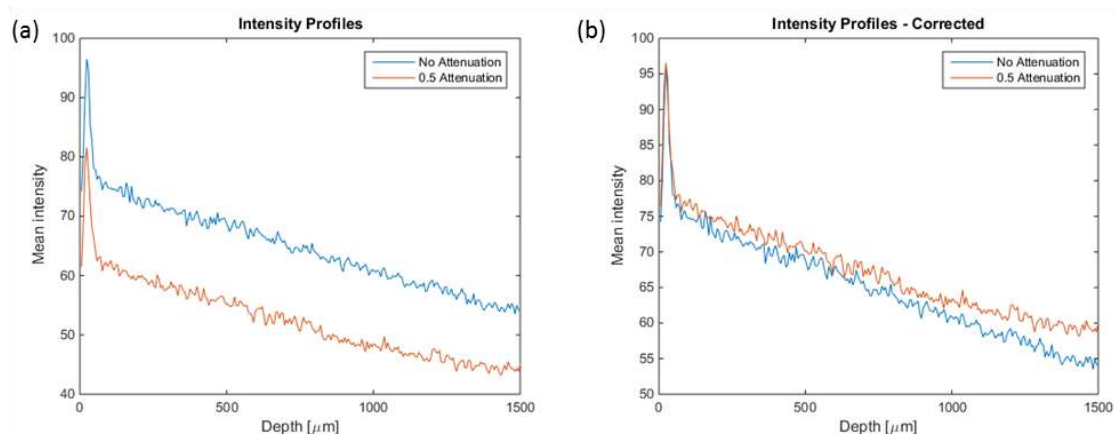 (a)
Intensity Profiles
100
90
80
70
60
50
40
Mean intensity
No Attenuation
0.5 Attenuation
0
500
1000
1500
Depth [μm]
(b)
Intensity Profiles - Corrected
100
95
90
85
80
75
70
65
60
55
50
Mean intensity
No Attenuation
0.5 Attenuation
0
500
1000
1500
Depth [μm]